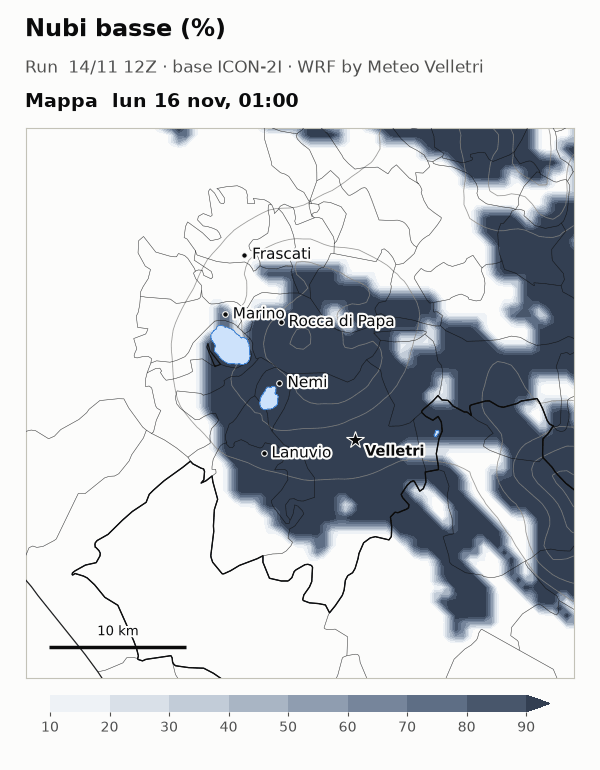 Nubi basse (%)
Run  14/11 12Z · base ICON-2I · WRF by Meteo Velletri
Mappa  lun 16 nov, 01:00
Frascati
Marino
Rocca di Papa
Nemi
Velletri
Lanuvio
10 km
10 20 30 40 50 60 70 80 90